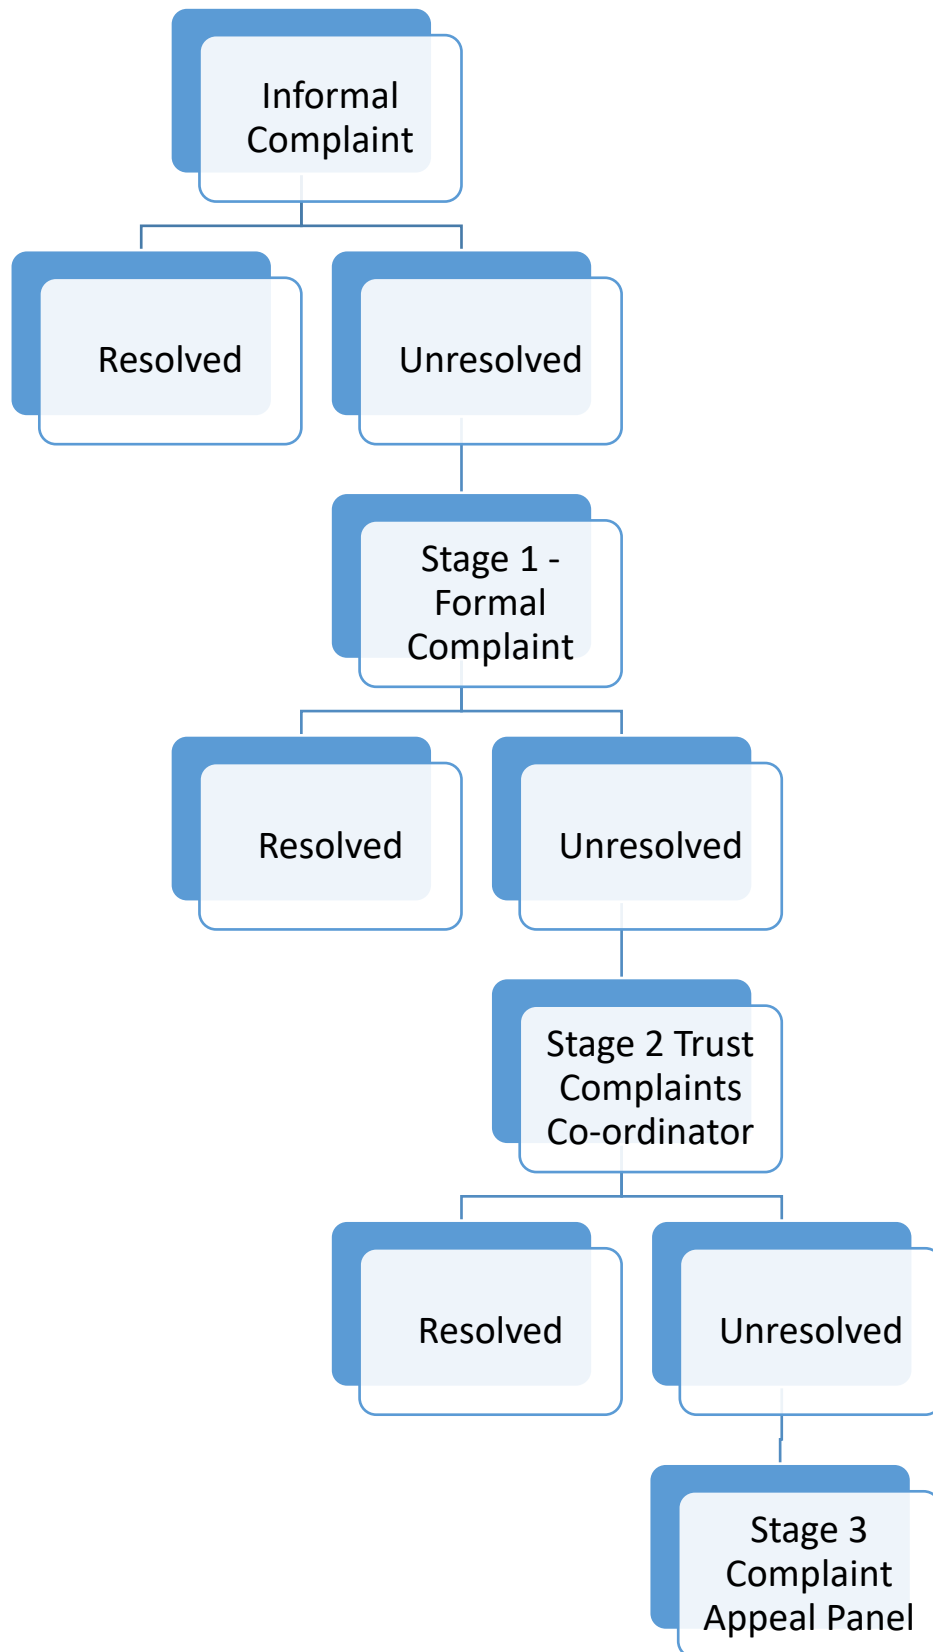 Informal
Complaint
Resolved
Unresolved
Stage 1 -
Formal
Complaint
Resolved
Unresolved
Stage 2 Trust
Complaints
Co-ordinator
Resolved
Unresolved
Stage 3
Complaint
Appeal Panel